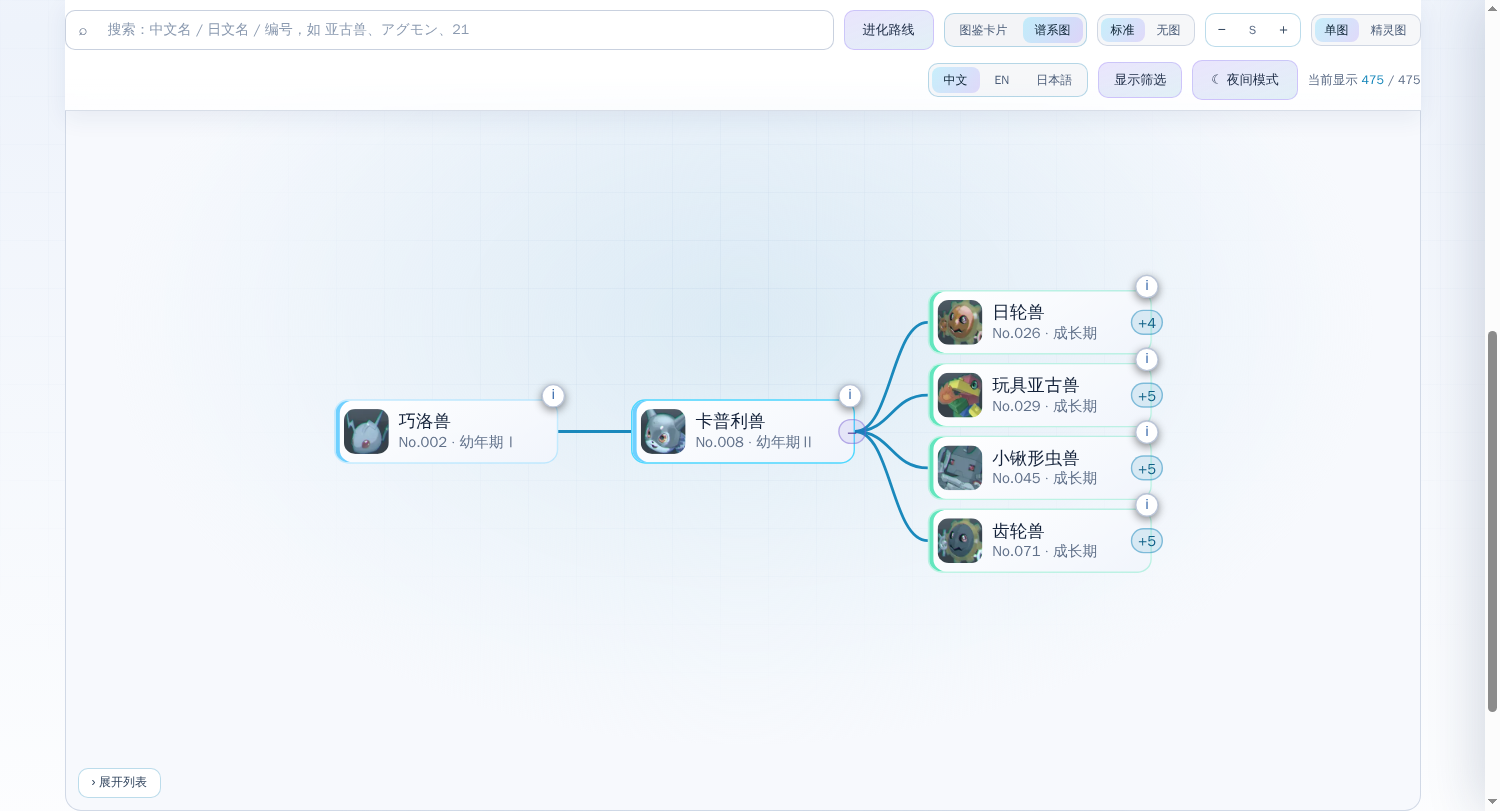 搜索：中文名 / 日文名 / 编号，如 亚古兽、アグモン、21
进化路线
图鉴卡片 谱系图
标准 无图
− S +
单图 精灵图
中文 EN 日本語
显示筛选
☾ 夜间模式
当前显示 475 / 475
巧洛兽
No.002 · 幼年期Ⅰ
i
卡普利兽
No.008 · 幼年期Ⅱ
i
−
日轮兽
No.026 · 成长期
i
+4
玩具亚古兽
No.029 · 成长期
i
+5
小锹形虫兽
No.045 · 成长期
i
+5
齿轮兽
No.071 · 成长期
i
+5
› 展开列表